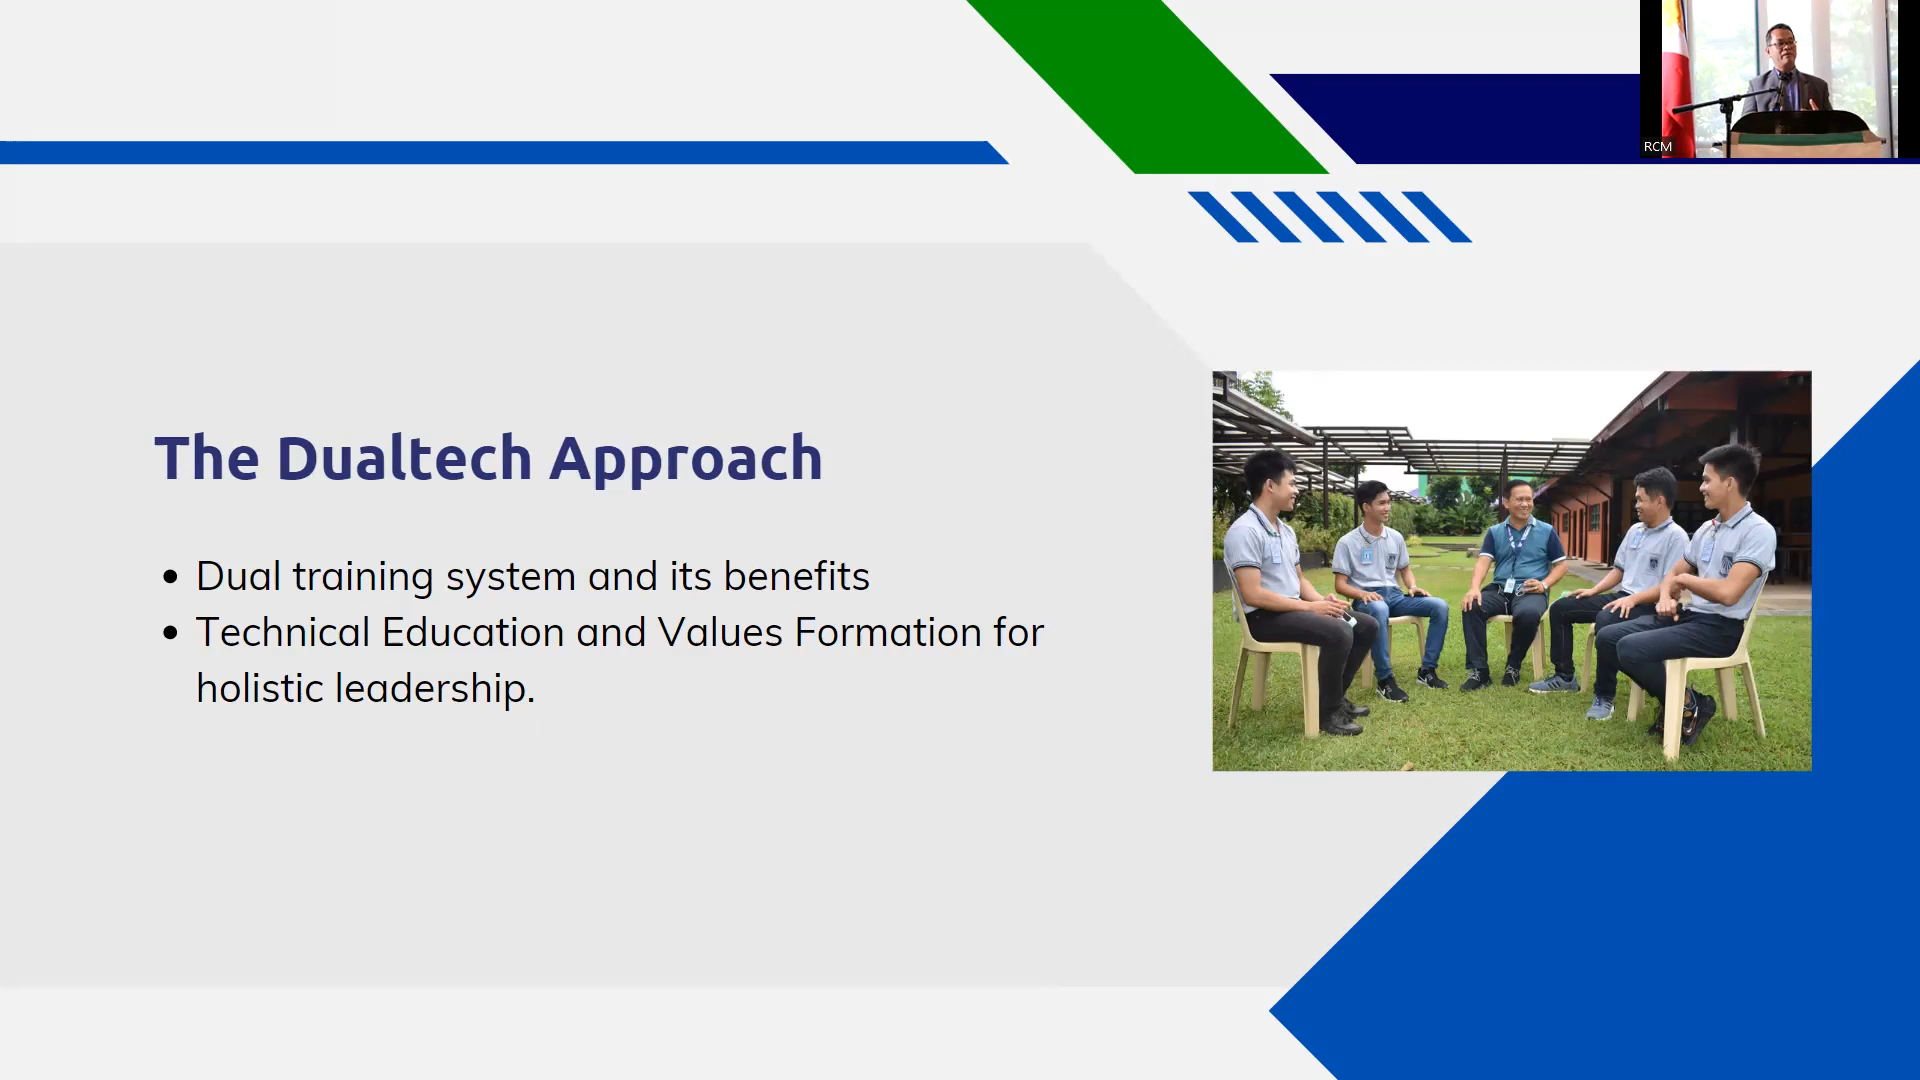 RCM
The Dualtech Approach
• Dual training system and its benefits
• Technical Education and Values Formation for
holistic leadership.